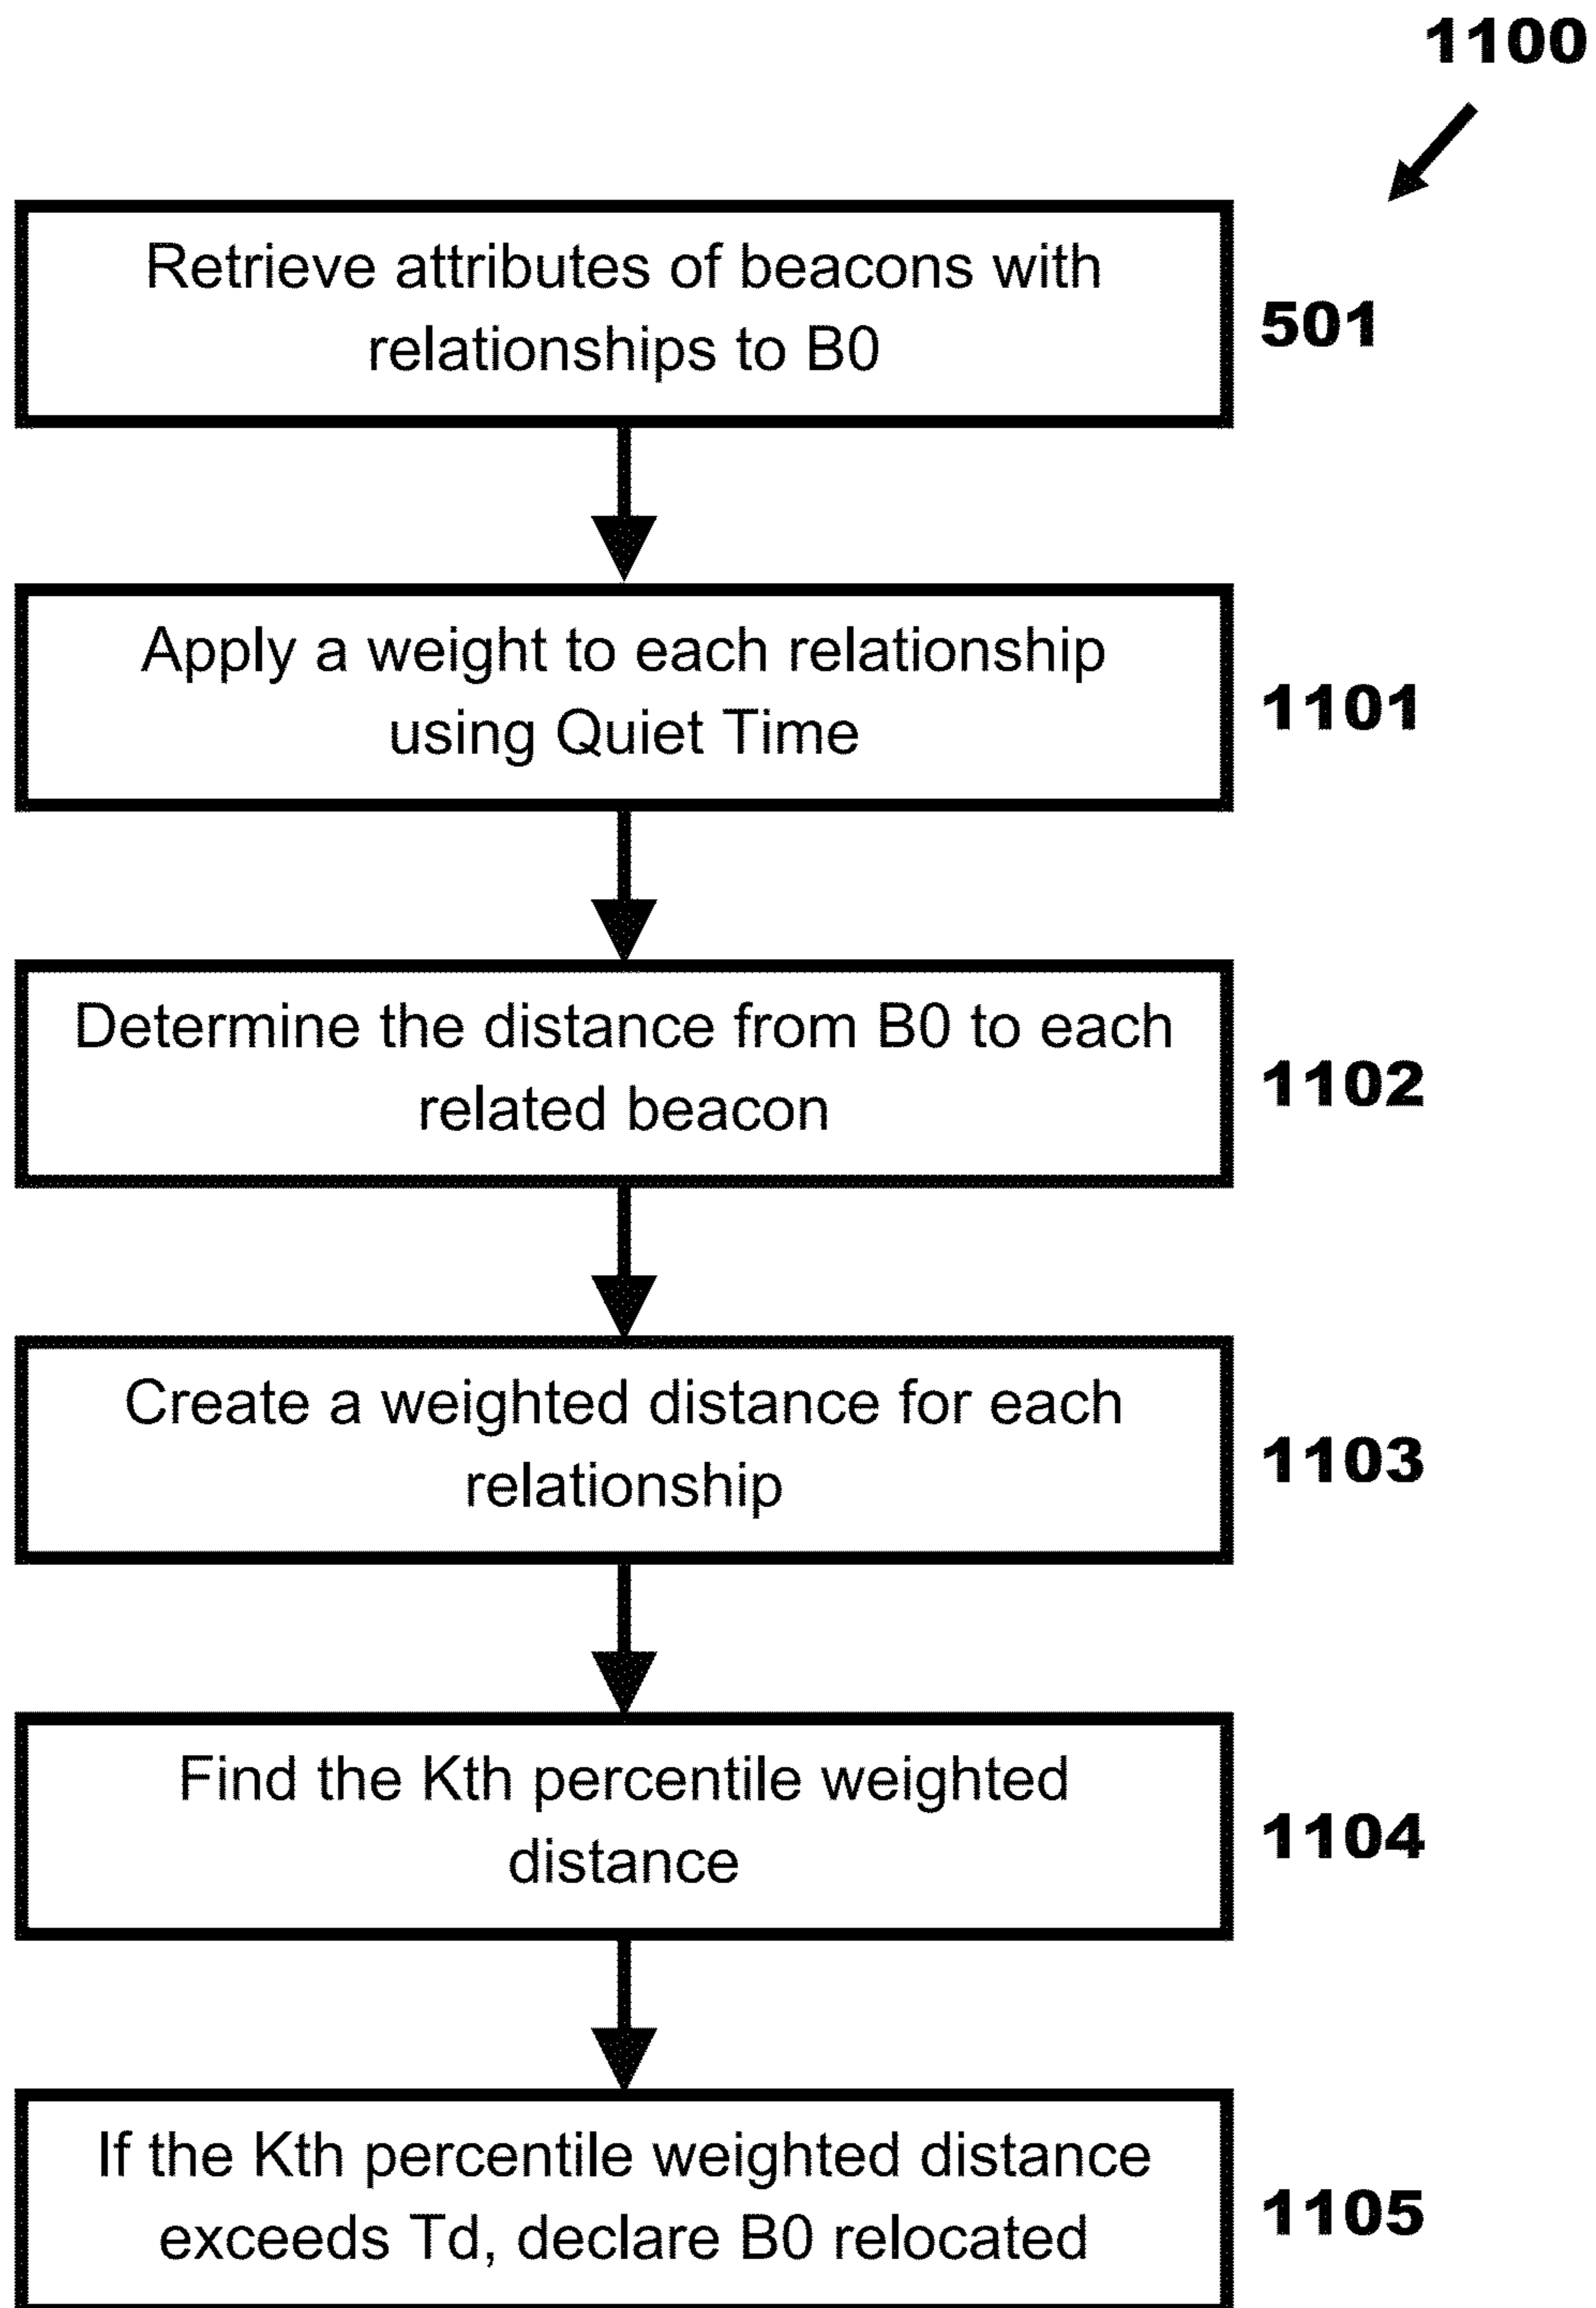 1100
Retrieve attributes of beacons with
relationships to B0
501
Apply a weight to each relationship
using Quiet Time
1101
Determine the distance from B0 to each
related beacon
1102
Create a weighted distance for each
relationship
1103
Find the Kth percentile weighted
distance
1104
If the Kth percentile weighted distance
exceeds Td, declare B0 relocated
1105